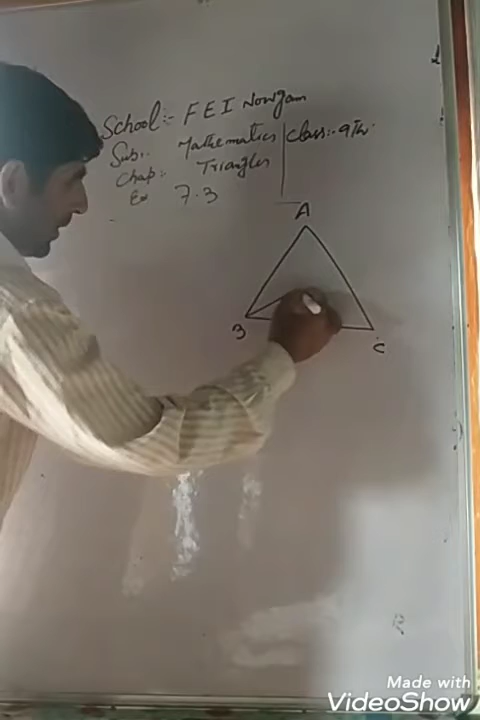 School:- FEI Nowgam
Sub:- Mathematics | Class:- 9th
Chap:- Triangles
Ex 7.3
A
B
C
Made with
VideoShow